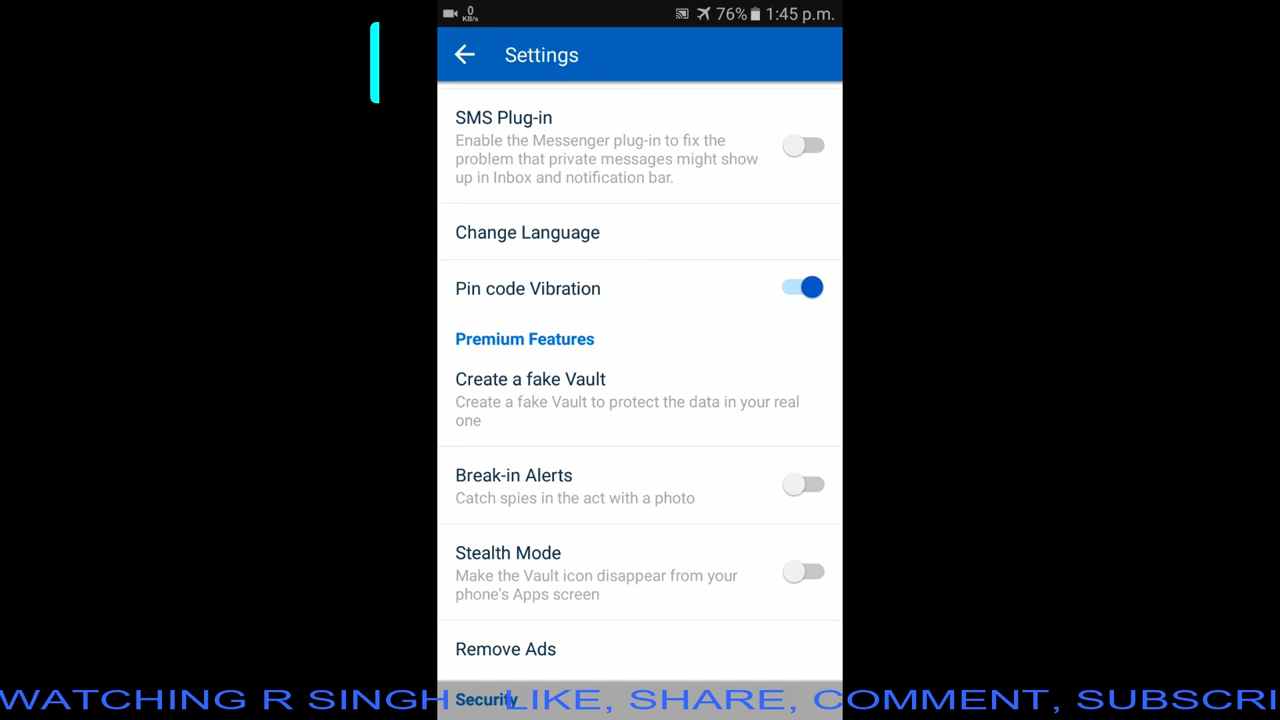 0
KB/s
76%
1:45 p.m.
Settings
SMS Plug-in
Enable the Messenger plug-in to fix the
problem that private messages might show
up in Inbox and notification bar.
Change Language
Pin code Vibration
Premium Features
Create a fake Vault
Create a fake Vault to protect the data in your real
one
Break-in Alerts
Catch spies in the act with a photo
Stealth Mode
Make the Vault icon disappear from your
phone's Apps screen
Remove Ads
Security
WATCHING R SINGH - LIKE, SHARE, COMMENT, SUBSCRI